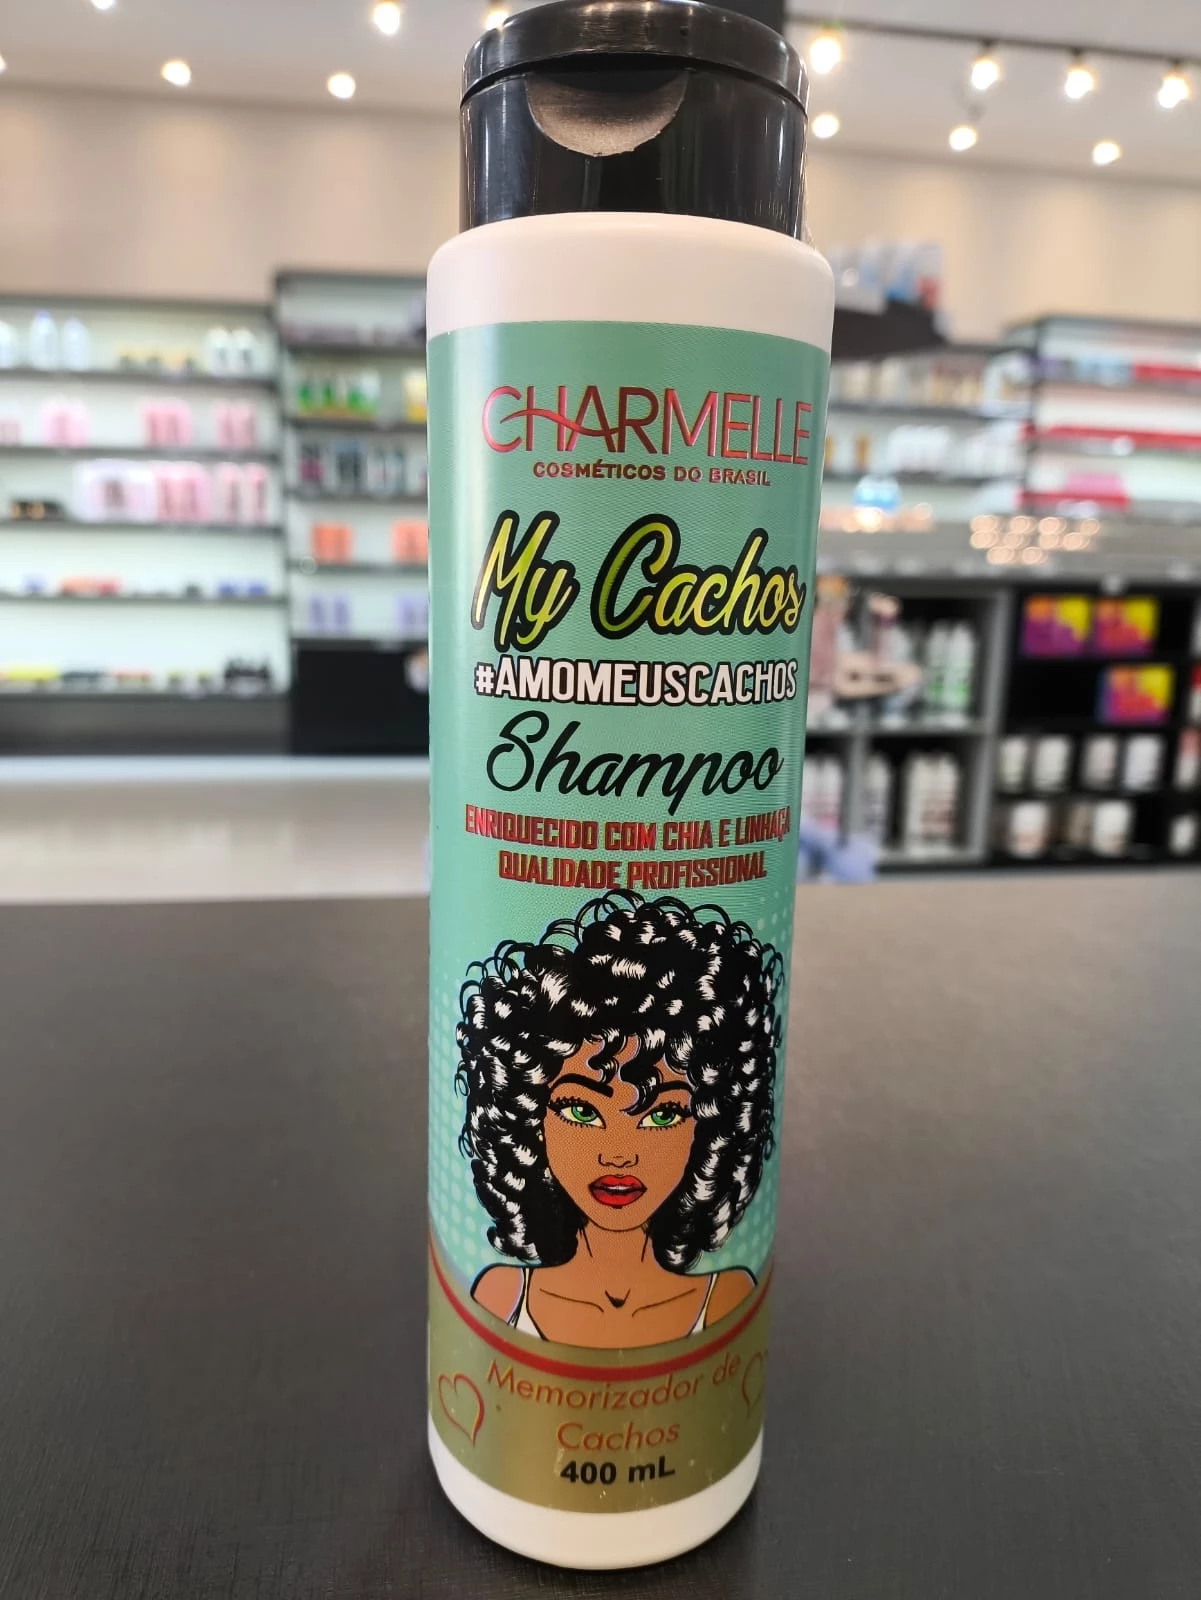 CHARMELLE
COSMÉTICOS DO BRASIL
My Cachos
#AMOMEUSCACHOS
Shampoo
ENRIQUECIDO COM CHIA E LINHAÇA
QUALIDADE PROFISSIONAL
Memorizador de
Cachos
400 mL